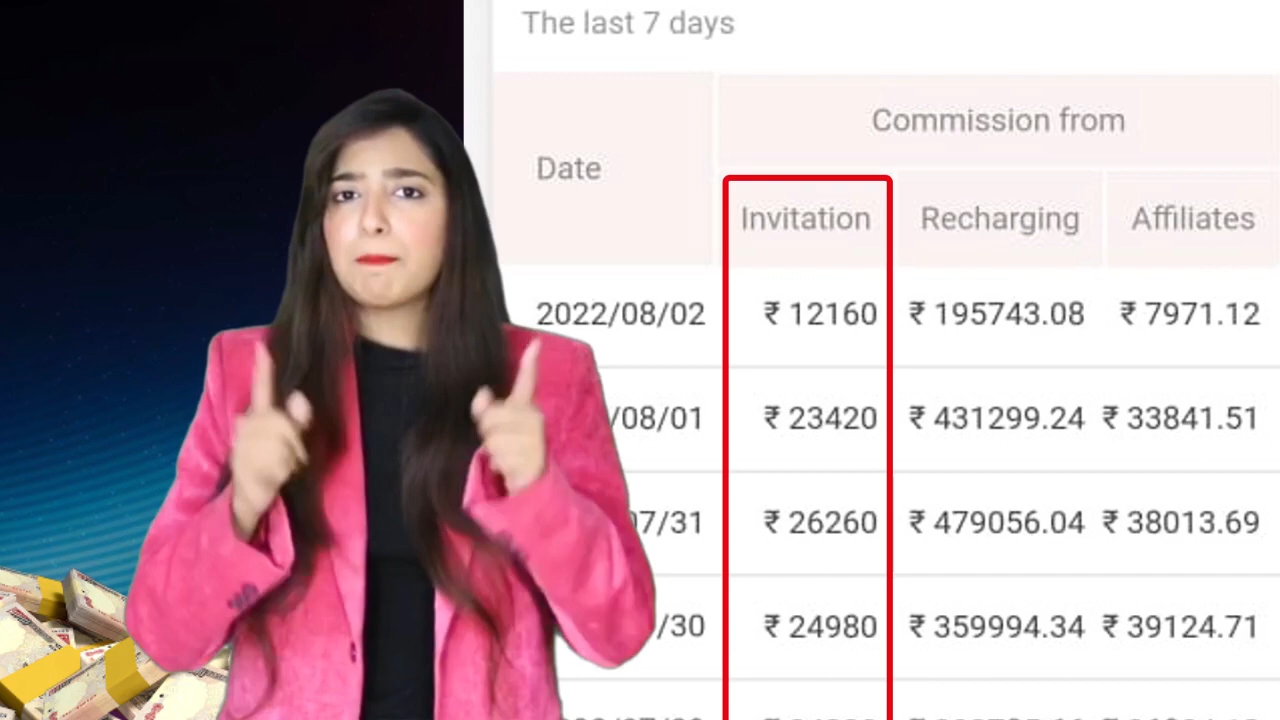 The last 7 days
Commission from
Date
Invitation Recharging Affiliates
2022/08/02 ₹ 12160 ₹ 195743.08 ₹ 7971.12
/08/01 ₹ 23420 ₹ 431299.24 ₹ 33841.51
07/31 ₹ 26260 ₹ 479056.04 ₹ 38013.69
/30 ₹ 24980 ₹ 359994.34 ₹ 39124.71